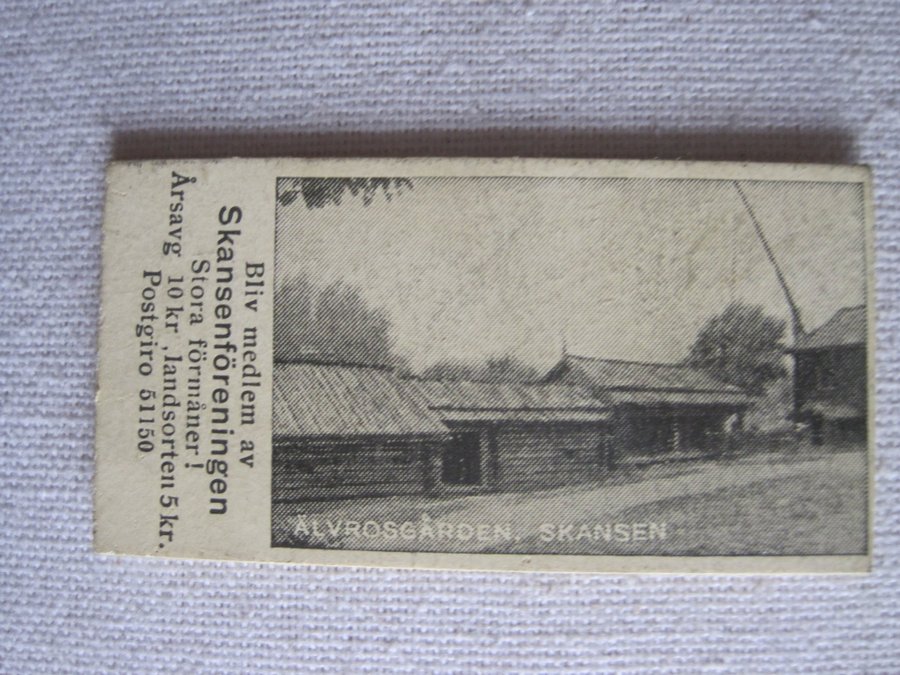 Bliv medlem av
Skansenföreningen
Stora förmåner!
Årsavg 10 kr, landsorten 5 kr.
Postgiro 51150
ÄLVROSGÅRDEN, SKANSEN